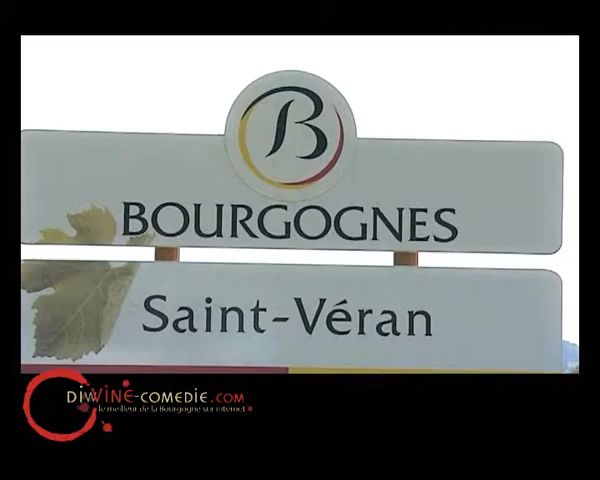 B
BOURGOGNES
Saint-Véran
DiWINE-COMEDIE.COM
le meilleur de la Bourgogne sur internet